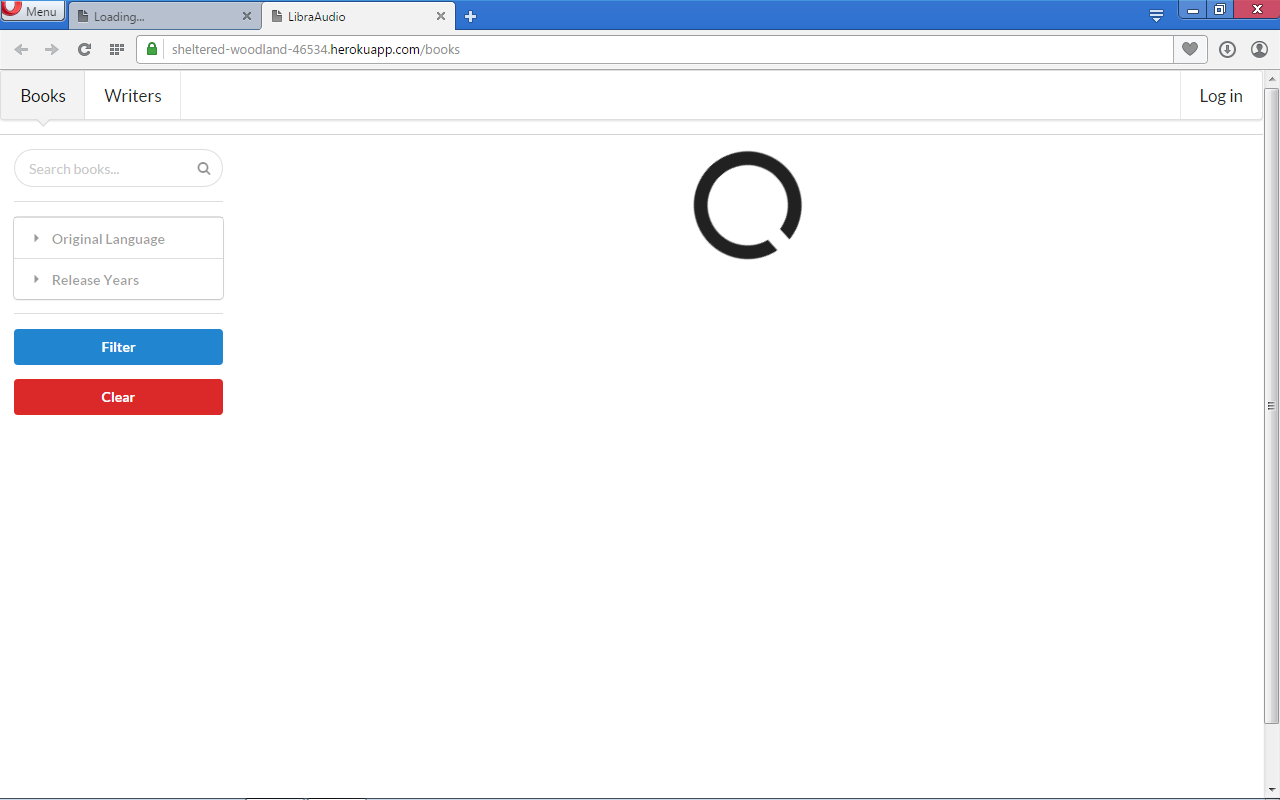 Menu
Loading...
LibraAudio
sheltered-woodland-46534.herokuapp.com/books
Books
Writers
Log in
Search books...
Original Language
Release Years
Filter
Clear